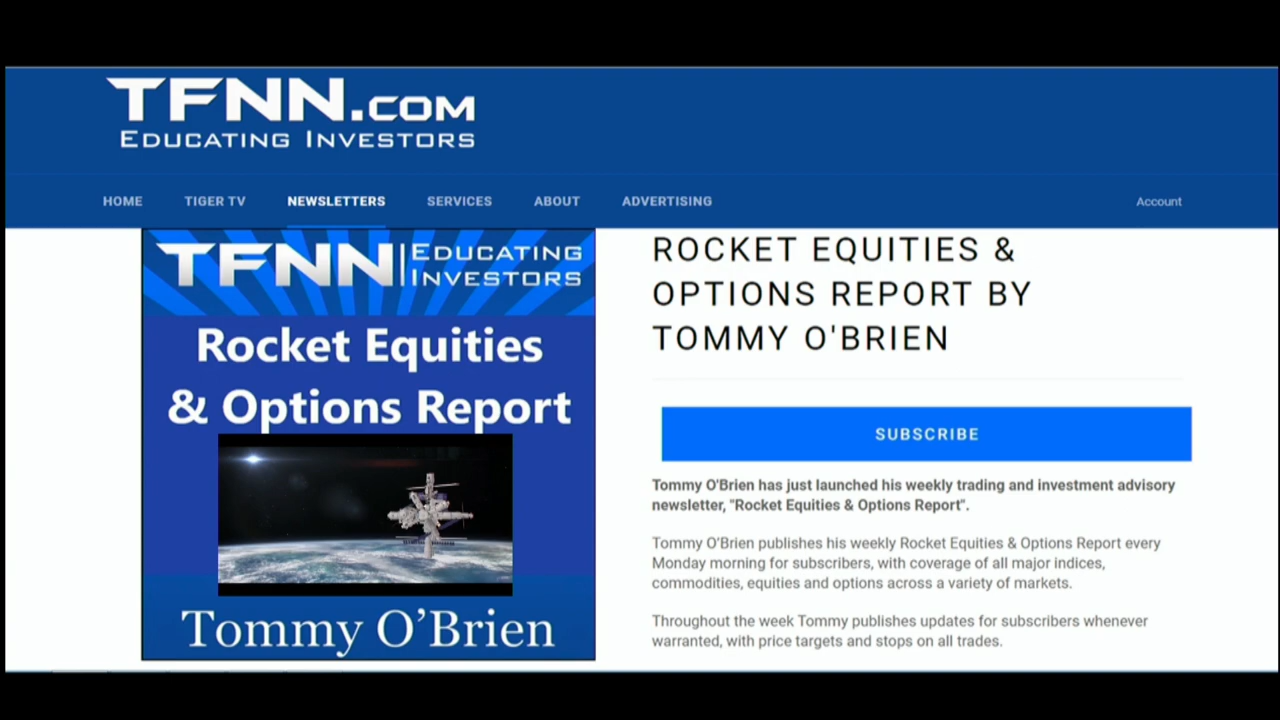 TFNN.COM
EDUCATING INVESTORS
HOME TIGER TV NEWSLETTERS SERVICES ABOUT ADVERTISING Account
TFNN EDUCATING
INVESTORS
Rocket Equities
& Options Report
Tommy O’Brien
ROCKET EQUITIES &
OPTIONS REPORT BY
TOMMY O'BRIEN
SUBSCRIBE
Tommy O'Brien has just launched his weekly trading and investment advisory
newsletter, "Rocket Equities & Options Report".
Tommy O'Brien publishes his weekly Rocket Equities & Options Report every
Monday morning for subscribers, with coverage of all major indices,
commodities, equities and options across a variety of markets.
Throughout the week Tommy publishes updates for subscribers whenever
warranted, with price targets and stops on all trades.